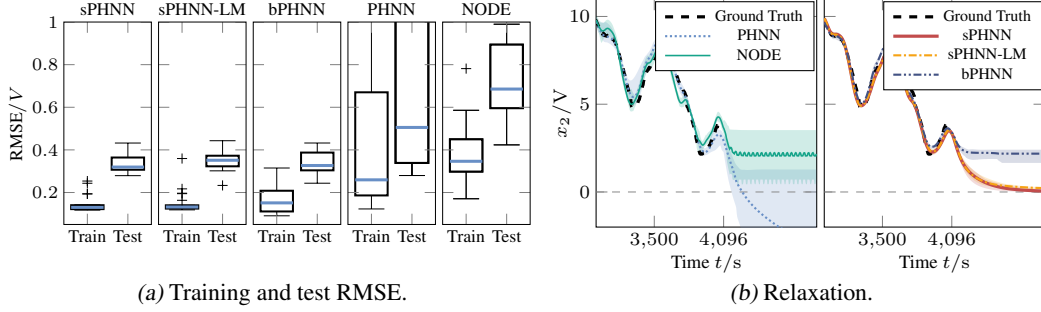 sPHNN sPHNN-LM bPHNN PHNN NODE
RMSE/V
1
0.8
0.6
0.4
0.2
Train Test Train Test Train Test Train Test Train Test
(a) Training and test RMSE.
x₂/V
10
5
0
Ground Truth
PHNN
NODE
3,500 4,096
Time t/s
Ground Truth
sPHNN
sPHNN-LM
bPHNN
3,500 4,096
Time t/s
(b) Relaxation.